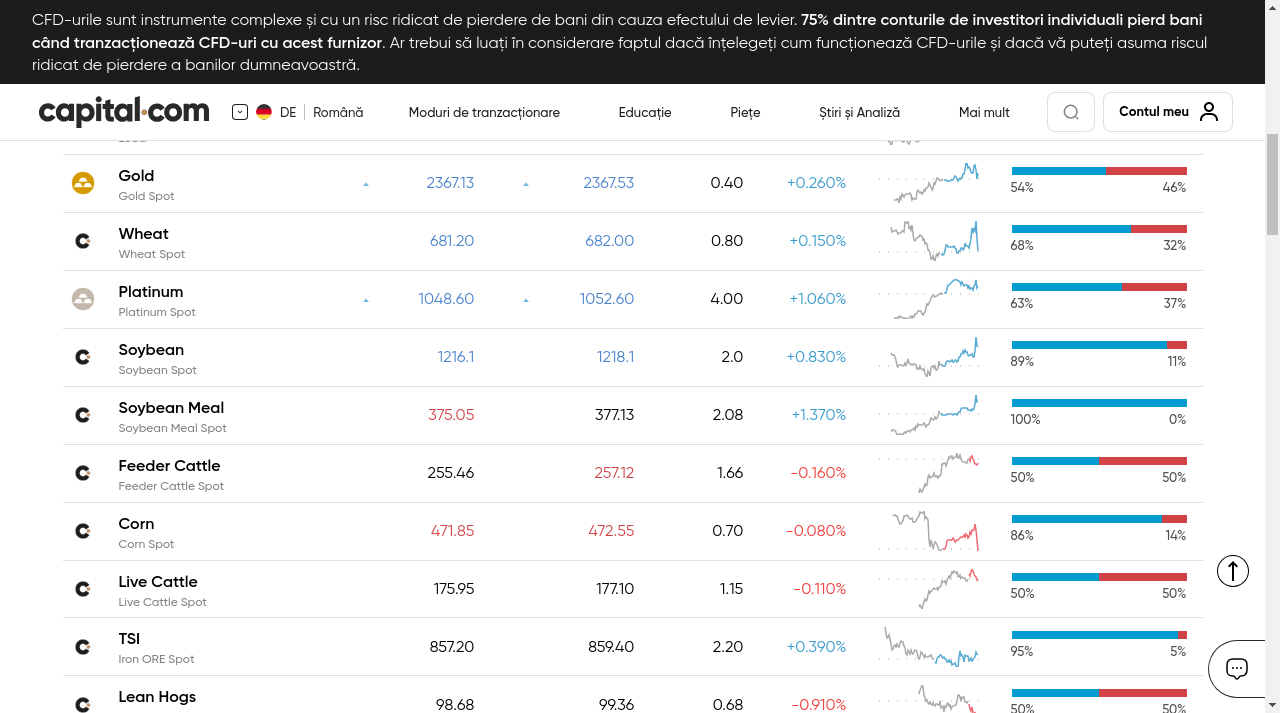 CFD-urile sunt instrumente complexe și cu un risc ridicat de pierdere de bani din cauza efectului de levier. 75% dintre conturile de investitori individuali pierd bani
când tranzacționează CFD-uri cu acest furnizor. Ar trebui să luați în considerare faptul dacă înțelegeți cum funcționează CFD-urile și dacă vă puteți asuma riscul
ridicat de pierdere a banilor dumneavoastră.
capital.com DE Română Moduri de tranzacționare Educație Piețe Știri și Analiză Mai mult Contul meu
Gold 2367.13 2367.53 0.40 +0.260%
Gold Spot 54% 46%
Wheat 681.20 682.00 0.80 +0.150%
Wheat Spot 68% 32%
Platinum 1048.60 1052.60 4.00 +1.060%
Platinum Spot 63% 37%
Soybean 1216.1 1218.1 2.0 +0.830%
Soybean Spot 89% 11%
Soybean Meal 375.05 377.13 2.08 +1.370%
Soybean Meal Spot 100% 0%
Feeder Cattle 255.46 257.12 1.66 -0.160%
Feeder Cattle Spot 50% 50%
Corn 471.85 472.55 0.70 -0.080%
Corn Spot 86% 14%
Live Cattle 175.95 177.10 1.15 -0.110%
Live Cattle Spot 50% 50%
TSI 857.20 859.40 2.20 +0.390%
Iron ORE Spot 95% 5%
Lean Hogs 98.68 99.36 0.68 -0.910%
50% 50%